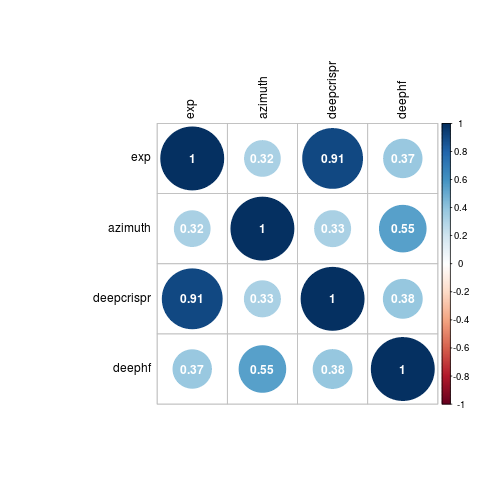 exp
azimuth
deepcrispr
deephf
exp 1 0.32 0.91 0.37
azimuth 0.32 1 0.33 0.55
deepcrispr 0.91 0.33 1 0.38
deephf 0.37 0.55 0.38 1
1
0.8
0.6
0.4
0.2
0
-0.2
-0.4
-0.6
-0.8
-1